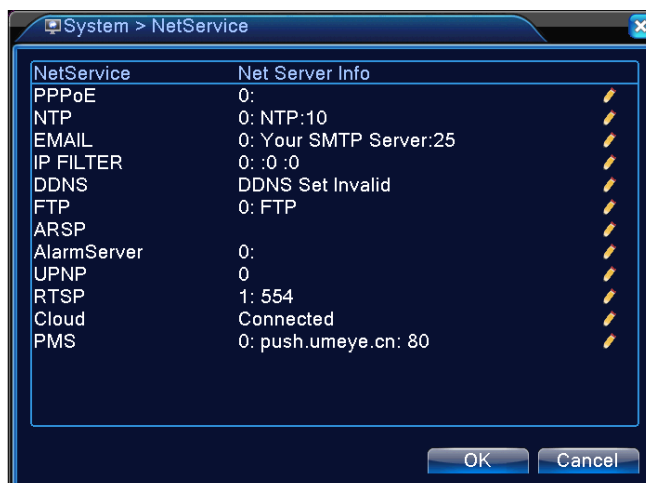 System > NetService
NetService Net Server Info
PPPoE 0:
NTP 0: NTP:10
EMAIL 0: Your SMTP Server:25
IP FILTER 0: :0 :0
DDNS DDNS Set Invalid
FTP 0: FTP
ARSP
AlarmServer 0:
UPNP 0
RTSP 1: 554
Cloud Connected
PMS 0: push.umeye.cn: 80
OK Cancel